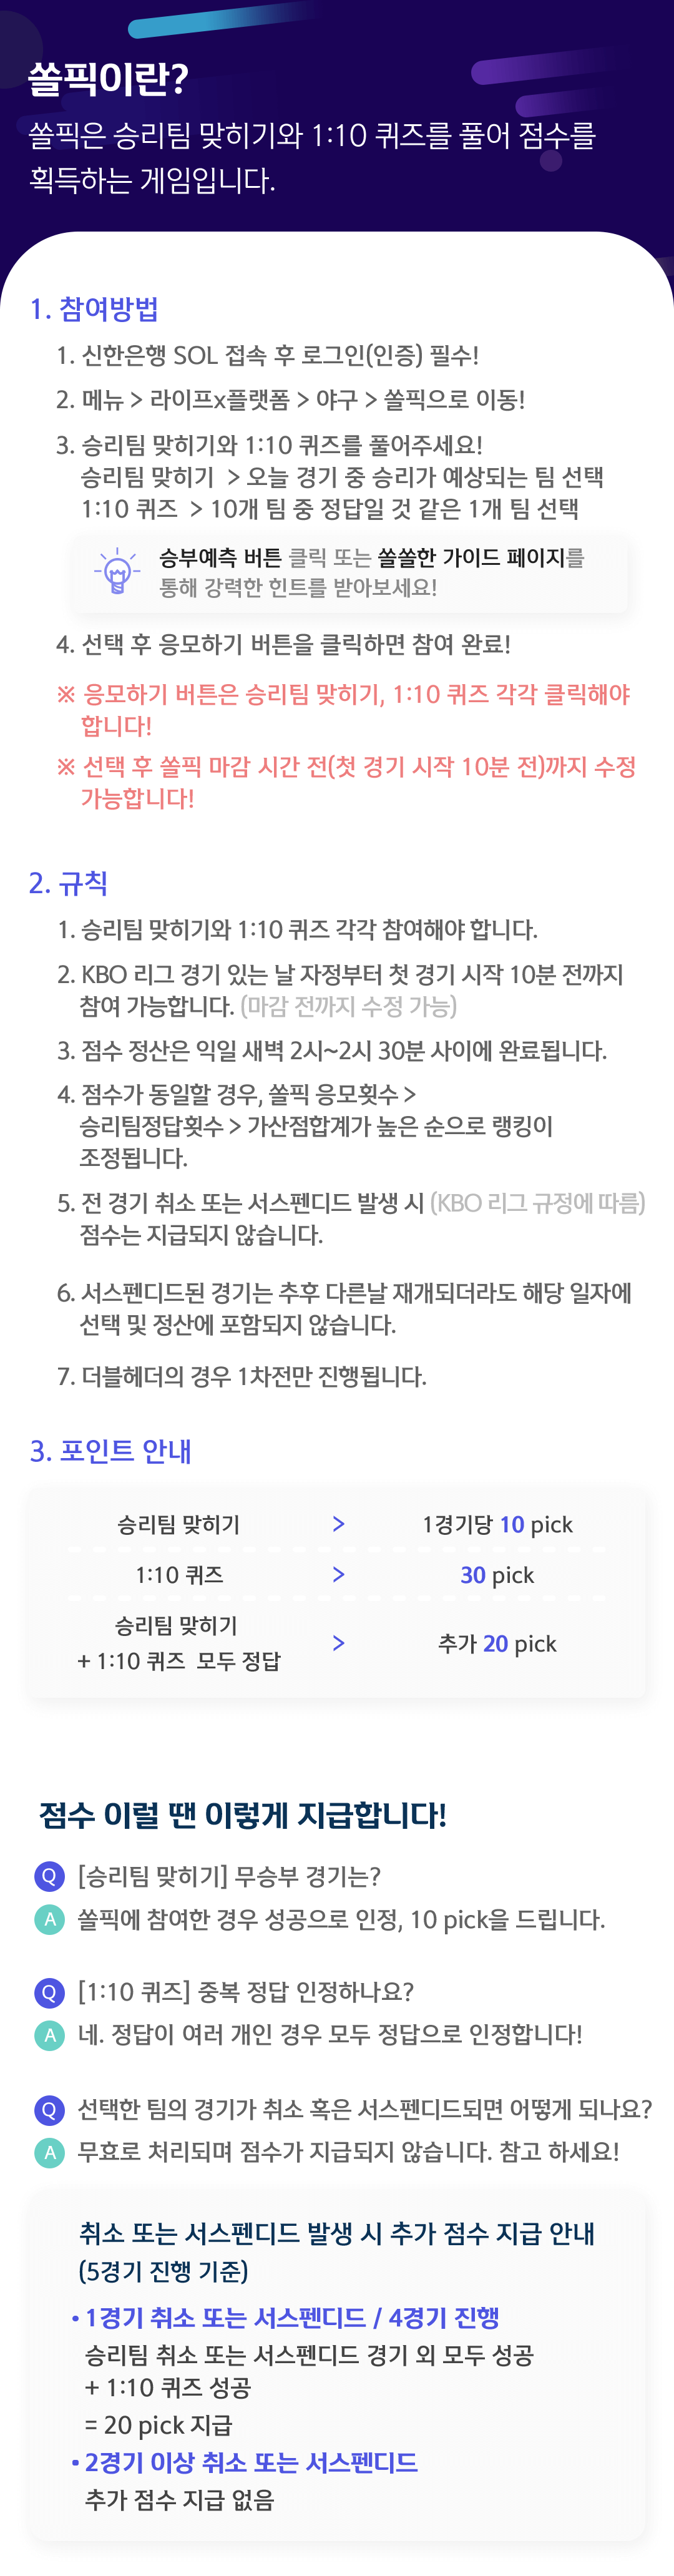 쏠픽이란?
쏠픽은 승리팀 맞히기와 1:10 퀴즈를 풀어 점수를
획득하는 게임입니다.
1. 참여방법
1. 신한은행 SOL 접속 후 로그인(인증) 필수!
2. 메뉴 > 라이프x플랫폼 > 야구 > 쏠픽으로 이동!
3. 승리팀 맞히기와 1:10 퀴즈를 풀어주세요!
승리팀 맞히기 > 오늘 경기 중 승리가 예상되는 팀 선택
1:10 퀴즈 > 10개 팀 중 정답일 것 같은 1개 팀 선택
승부예측 버튼 클릭 또는 쏠쏠한 가이드 페이지를
통해 강력한 힌트를 받아보세요!
4. 선택 후 응모하기 버튼을 클릭하면 참여 완료!
※ 응모하기 버튼은 승리팀 맞히기, 1:10 퀴즈 각각 클릭해야
합니다!
※ 선택 후 쏠픽 마감 시간 전(첫 경기 시작 10분 전)까지 수정
가능합니다!
2. 규칙
1. 승리팀 맞히기와 1:10 퀴즈 각각 참여해야 합니다.
2. KBO 리그 경기 있는 날 자정부터 첫 경기 시작 10분 전까지
참여 가능합니다. (마감 전까지 수정 가능)
3. 점수 정산은 익일 새벽 2시~2시 30분 사이에 완료됩니다.
4. 점수가 동일할 경우, 쏠픽 응모횟수 >
승리팀정답횟수 > 가산점합계가 높은 순으로 랭킹이
조정됩니다.
5. 전 경기 취소 또는 서스펜디드 발생 시 (KBO 리그 규정에 따름)
점수는 지급되지 않습니다.
6. 서스펜디드된 경기는 추후 다른날 재개되더라도 해당 일자에
선택 및 정산에 포함되지 않습니다.
7. 더블헤더의 경우 1차전만 진행됩니다.
3. 포인트 안내
승리팀 맞히기 > 1경기당 10 pick
1:10 퀴즈 > 30 pick
승리팀 맞히기
+ 1:10 퀴즈 모두 정답 > 추가 20 pick
점수 이럴 땐 이렇게 지급합니다!
Q [승리팀 맞히기] 무승부 경기는?
A 쏠픽에 참여한 경우 성공으로 인정, 10 pick을 드립니다.
Q [1:10 퀴즈] 중복 정답 인정하나요?
A 네. 정답이 여러 개인 경우 모두 정답으로 인정합니다!
Q 선택한 팀의 경기가 취소 혹은 서스펜디드되면 어떻게 되나요?
A 무효로 처리되며 점수가 지급되지 않습니다. 참고 하세요!
취소 또는 서스펜디드 발생 시 추가 점수 지급 안내
(5경기 진행 기준)
• 1경기 취소 또는 서스펜디드 / 4경기 진행
승리팀 취소 또는 서스펜디드 경기 외 모두 성공
+ 1:10 퀴즈 성공
= 20 pick 지급
• 2경기 이상 취소 또는 서스펜디드
추가 점수 지급 없음